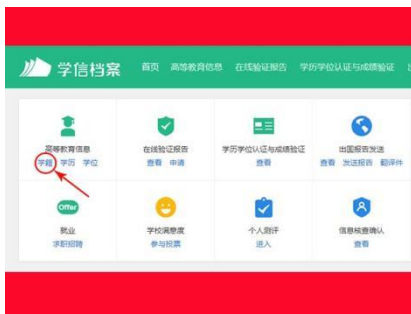 学信档案 首页 高等教育信息 在线验证报告 学历学位认证与成绩验证
高等教育信息 在线验证报告 学历学位认证与成绩验证 出国报告发送
学籍 学历 学位 查看 申请 查看 查看 发送报告 翻译件
Offer
就业 学校满意度 个人测评 信息核查确认
求职招聘 参与投票 进入 查看